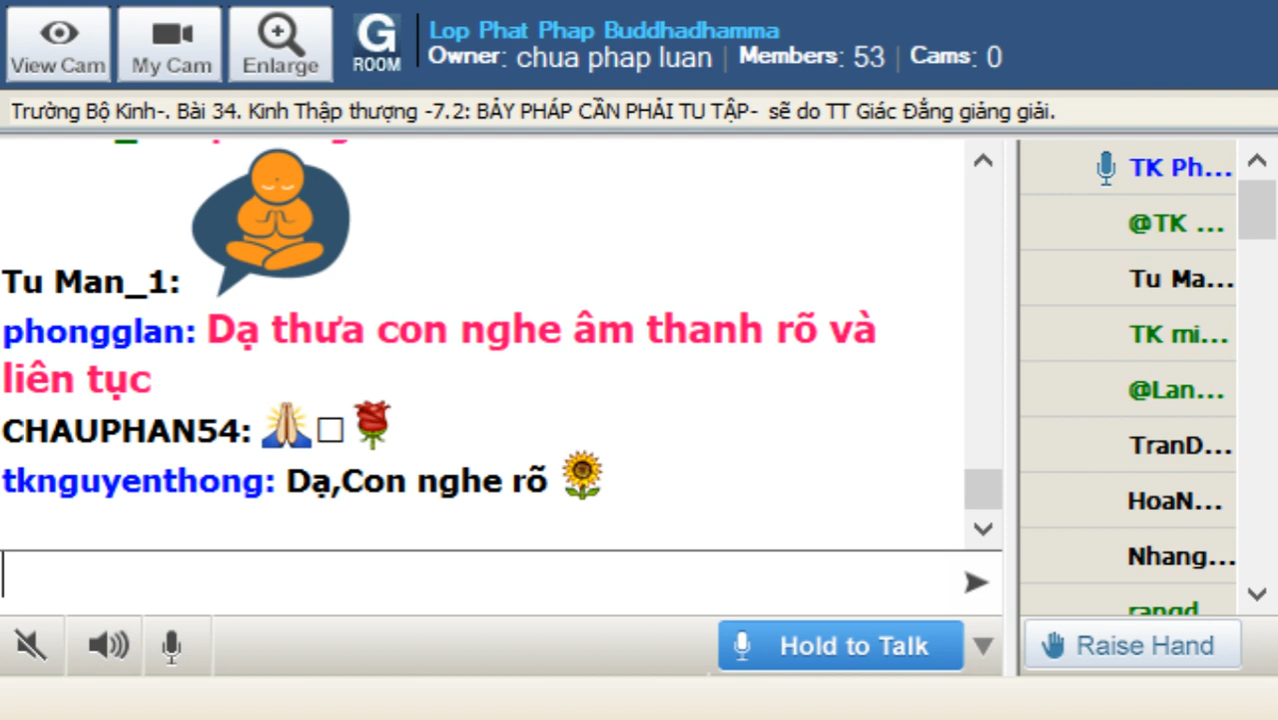 View Cam
My Cam
Enlarge
G
ROOM
Lop Phat Phap Buddhadhamma
Owner: chua phap luan | Members: 53 | Cams: 0
Trường Bộ Kinh-. Bài 34. Kinh Thập thượng -7.2: BẢY PHÁP CẦN PHẢI TU TẬP- sẽ do TT Giác Đẳng giảng giải.
Tu Man_1:
phongglan: Dạ thưa con nghe âm thanh rõ và
liên tục
CHAUPHAN54:
tknguyenthong: Dạ,Con nghe rõ
Hold to Talk
TK Ph...
@TK ...
Tu Ma...
TK mi...
@Lan...
TranD...
HoaN...
Nhang...
Raise Hand